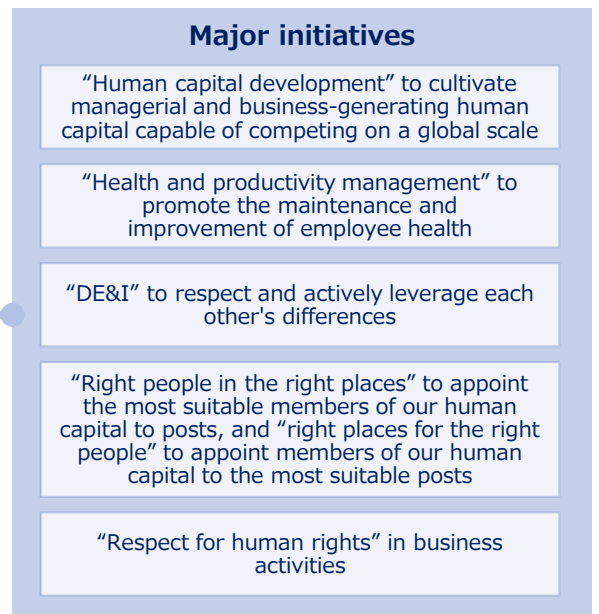 Major initiatives
“Human capital development” to cultivate
managerial and business-generating human
capital capable of competing on a global scale
“Health and productivity management” to
promote the maintenance and
improvement of employee health
“DE&I” to respect and actively leverage each
other's differences
“Right people in the right places” to appoint
the most suitable members of our human
capital to posts, and “right places for the right
people” to appoint members of our human
capital to the most suitable posts
“Respect for human rights” in business
activities